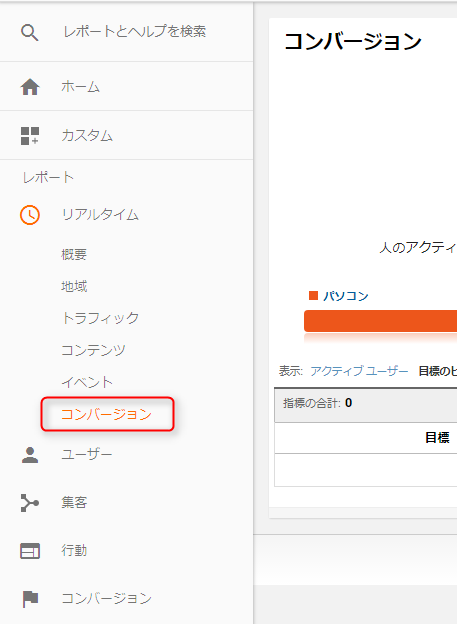 レポートとヘルプを検索
ホーム
カスタム
レポート
リアルタイム
概要
地域
トラフィック
コンテンツ
イベント
コンバージョン
ユーザー
集客
行動
コンバージョン
コンバージョン
人のアクティ
パソコン
表示: アクティブ ユーザー 目標のヒ
指標の合計: 0
目標